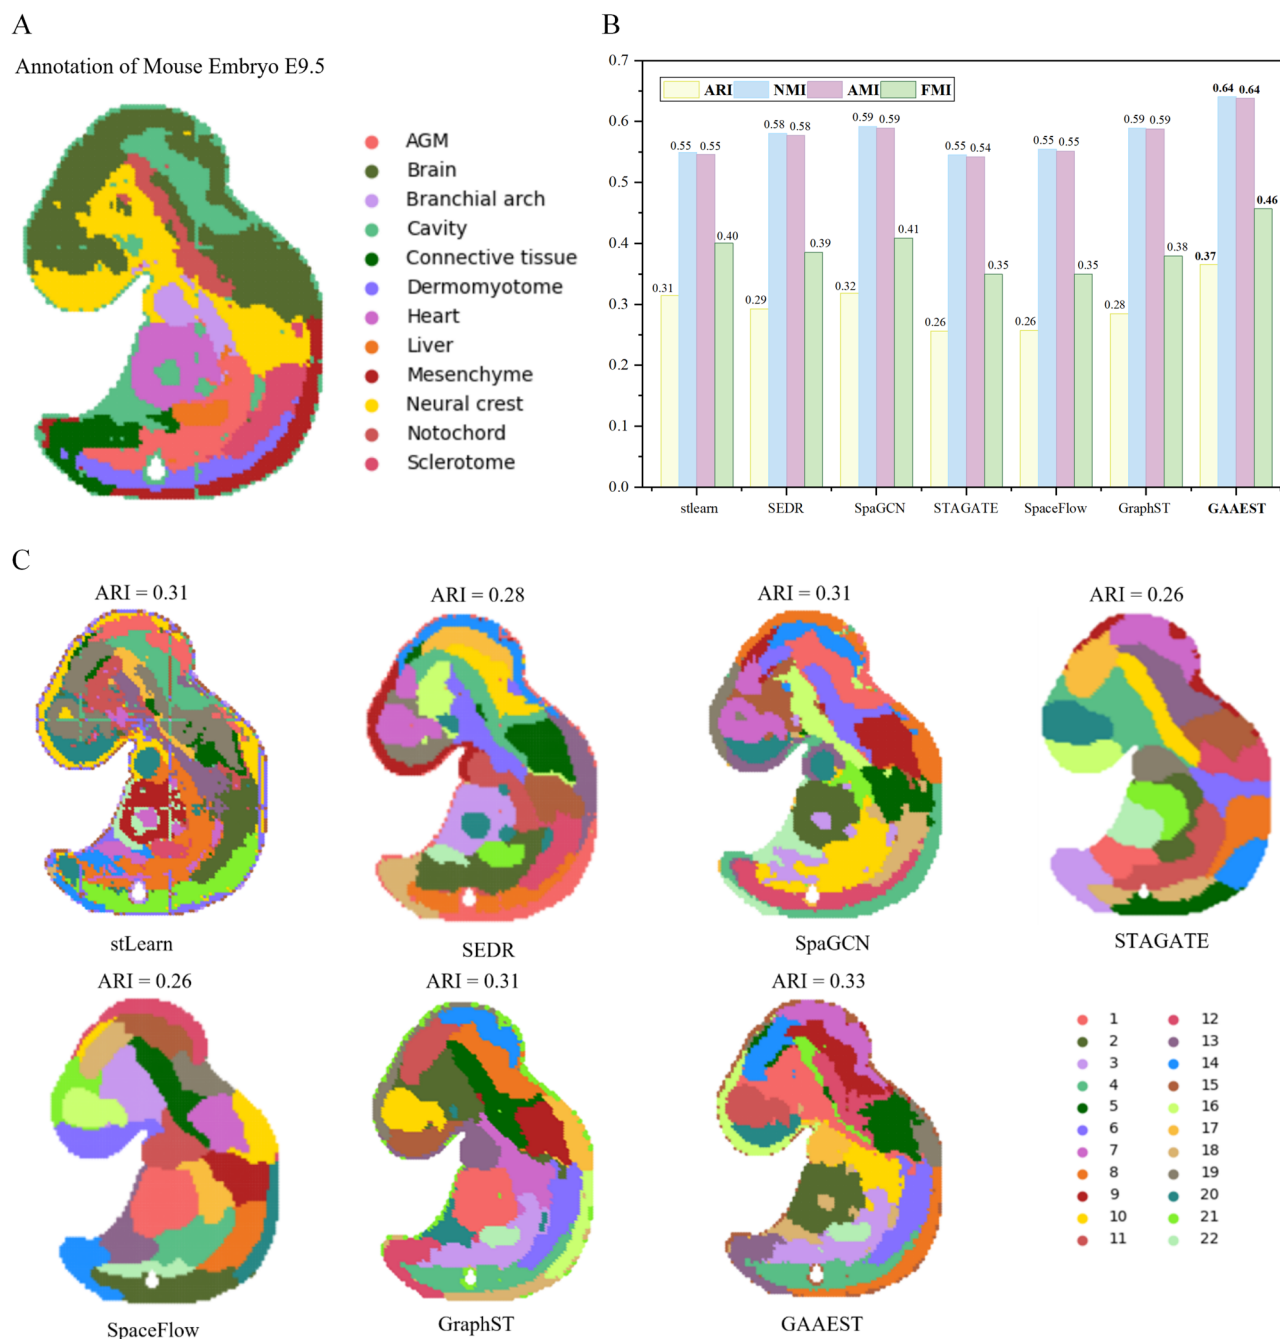 A
Annotation of Mouse Embryo E9.5
AGM
Brain
Branchial arch
Cavity
Connective tissue
Dermomyotome
Heart
Liver
Mesenchyme
Neural crest
Notochord
Sclerotome
B
0.7
0.6
0.5
0.4
0.3
0.2
0.1
0.0
ARI NMI AMI FMI
0.31 0.55 0.55 0.40
0.29 0.58 0.58 0.39
0.32 0.59 0.59 0.41
0.26 0.55 0.54 0.35
0.26 0.55 0.55 0.35
0.28 0.59 0.59 0.38
0.37 0.64 0.64 0.46
stlearn SEDR SpaGCN STAGATE SpaceFlow GraphST GAAEST
C
ARI = 0.31
ARI = 0.28
ARI = 0.31
ARI = 0.26
stLearn
SEDR
SpaGCN
STAGATE
ARI = 0.26
ARI = 0.31
ARI = 0.33
SpaceFlow
GraphST
GAAEST
1 12
2 13
3 14
4 15
5 16
6 17
7 18
8 19
9 20
10 21
11 22